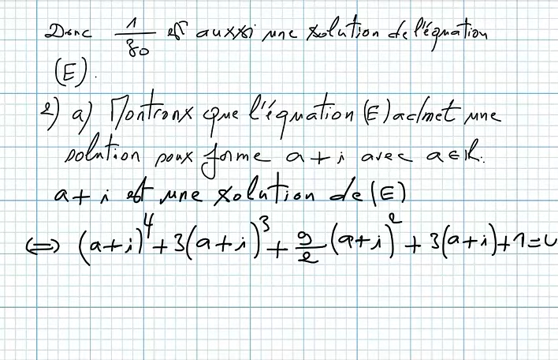 Donc 1/z0 est aussi une solution de l'équation
(E).
2) a) Montrons que l'équation (E) admet une
solution sous forme a + i avec a ∈ ℝ.
a + i est une solution de (E)
⟺ (a+i)^4 + 3(a+i)^3 + 9/2 (a+i)^2 + 3(a+i) + 1 = 0